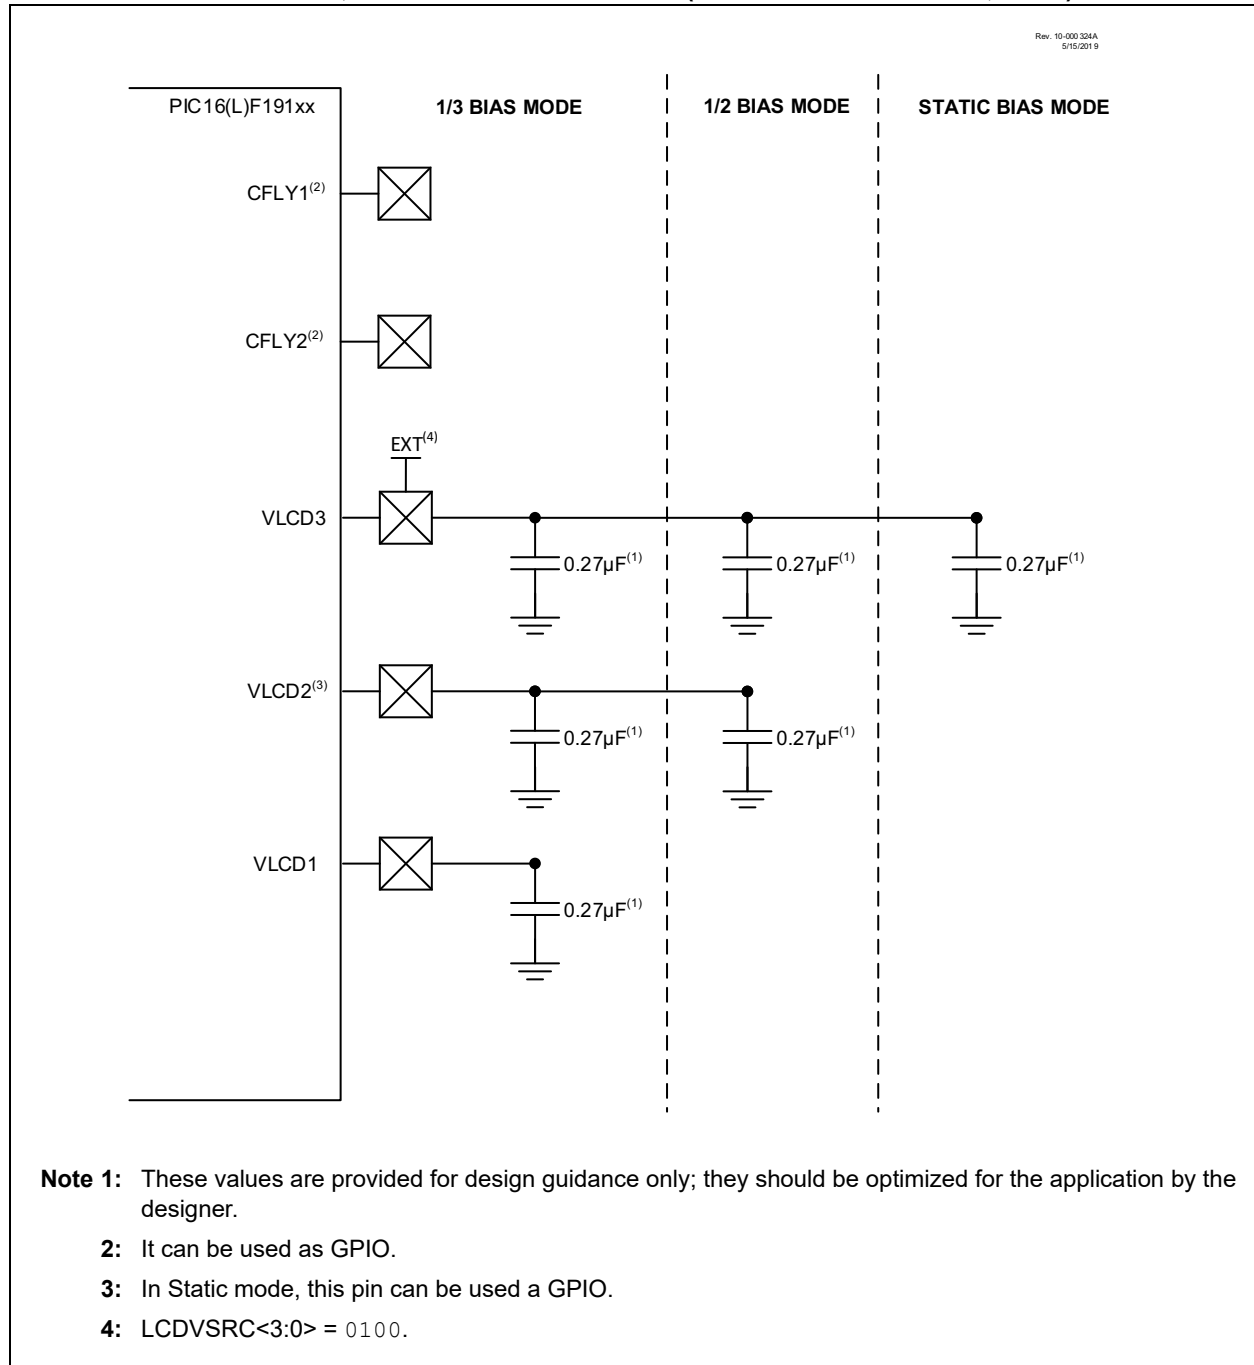 Rev. 10-000 324A
5/15/201 9
PIC16(L)F191xx
1/3 BIAS MODE
1/2 BIAS MODE
STATIC BIAS MODE
CFLY1(2)
CFLY2(2)
EXT(4)
VLCD3
0.27µF(1)
0.27µF(1)
0.27µF(1)
VLCD2(3)
0.27µF(1)
0.27µF(1)
VLCD1
0.27µF(1)
Note 1: These values are provided for design guidance only; they should be optimized for the application by the
designer.
2: It can be used as GPIO.
3: In Static mode, this pin can be used a GPIO.
4: LCDVSRC<3:0> = 0100.